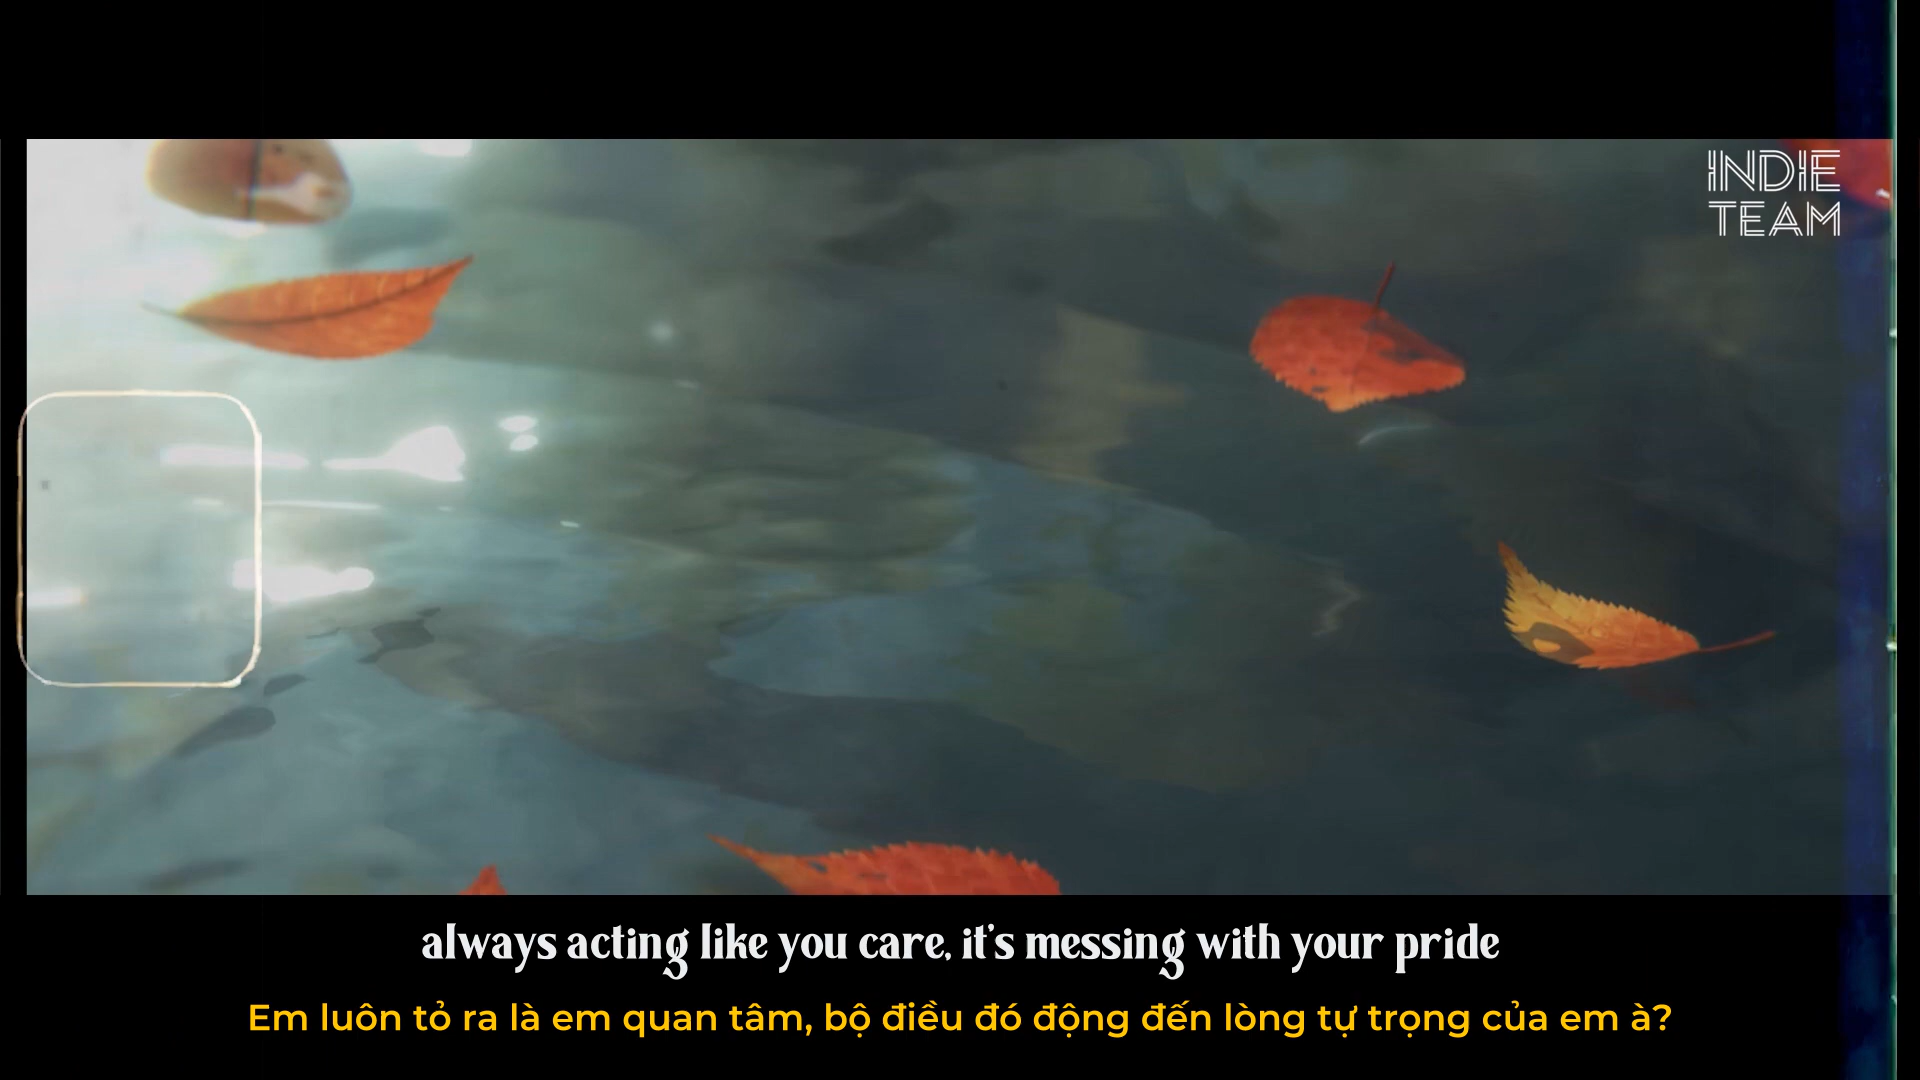 INDIE
TEAM
always acting like you care, it's messing with your pride
Em luôn tỏ ra là em quan tâm, bộ điều đó động đến lòng tự trọng của em à?